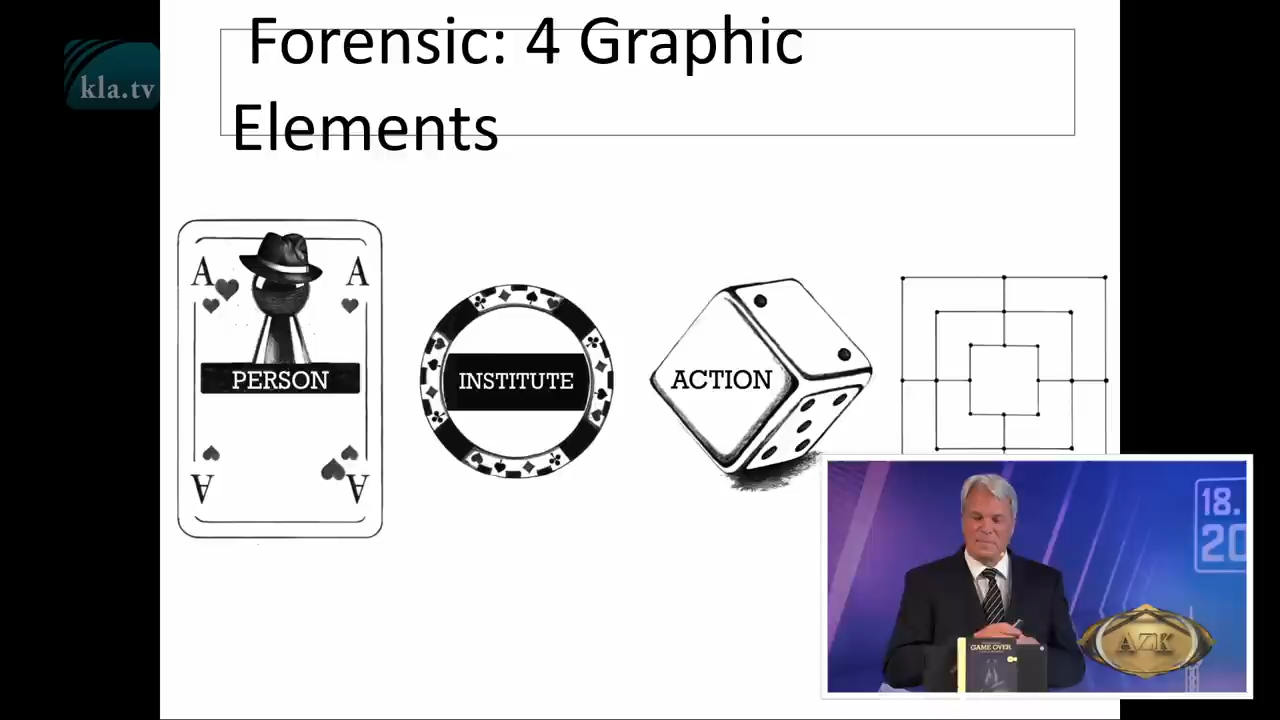 Forensic: 4 Graphic
Elements
kla.tv
A A
PERSON
A A
INSTITUTE
ACTION
18.
20
GAME OVER
AZK